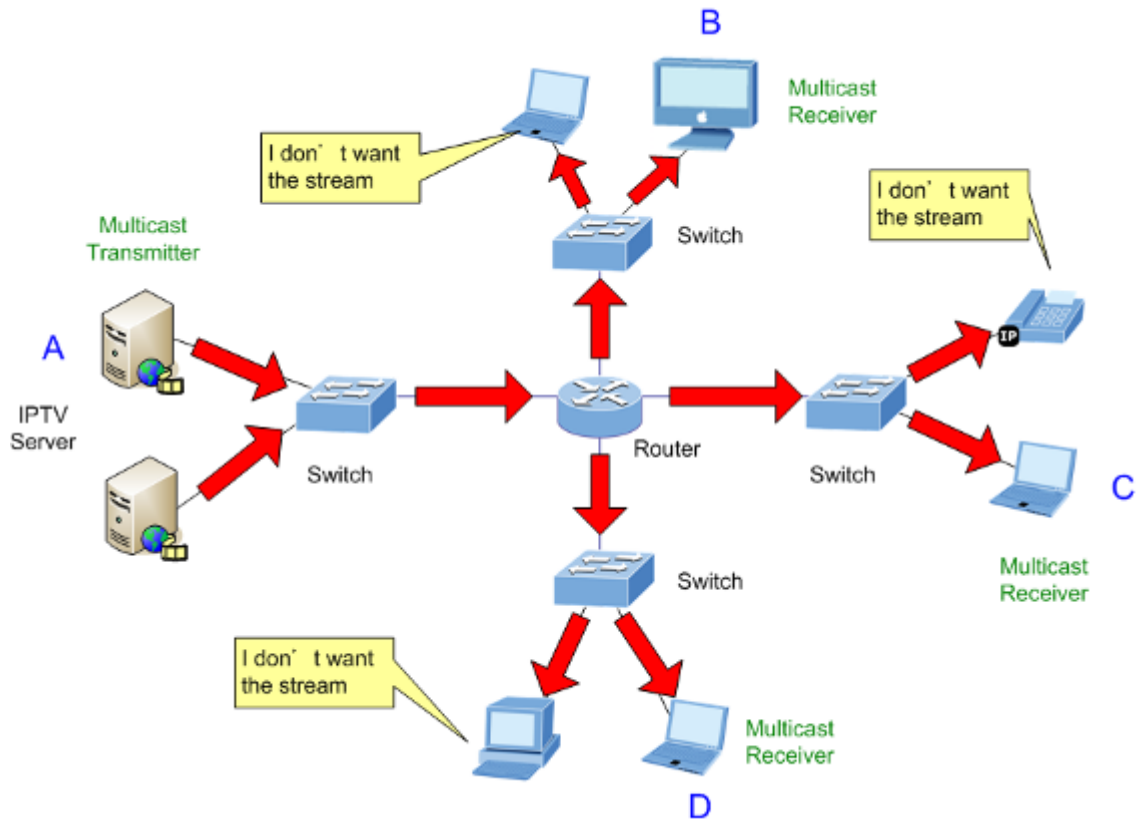 B
Multicast
Receiver
I don' t want
the stream
I don' t want
the stream
Switch
Multicast
Transmitter
A
IPTV
Server
Switch
Router
Switch
IP
C
Switch
Multicast
Receiver
I don' t want
the stream
Multicast
Receiver
D